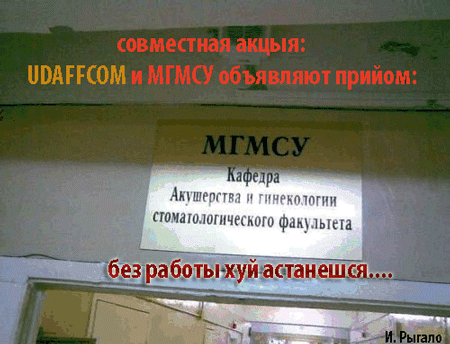 совместная акцыя:
UDAFFCOM и МГМСУ объявляют прийом:
МГМСУ
Кафедра
Акушерства и гинекологии
стоматологического факультета
без работы хуй астанешся....
И. Рыгало